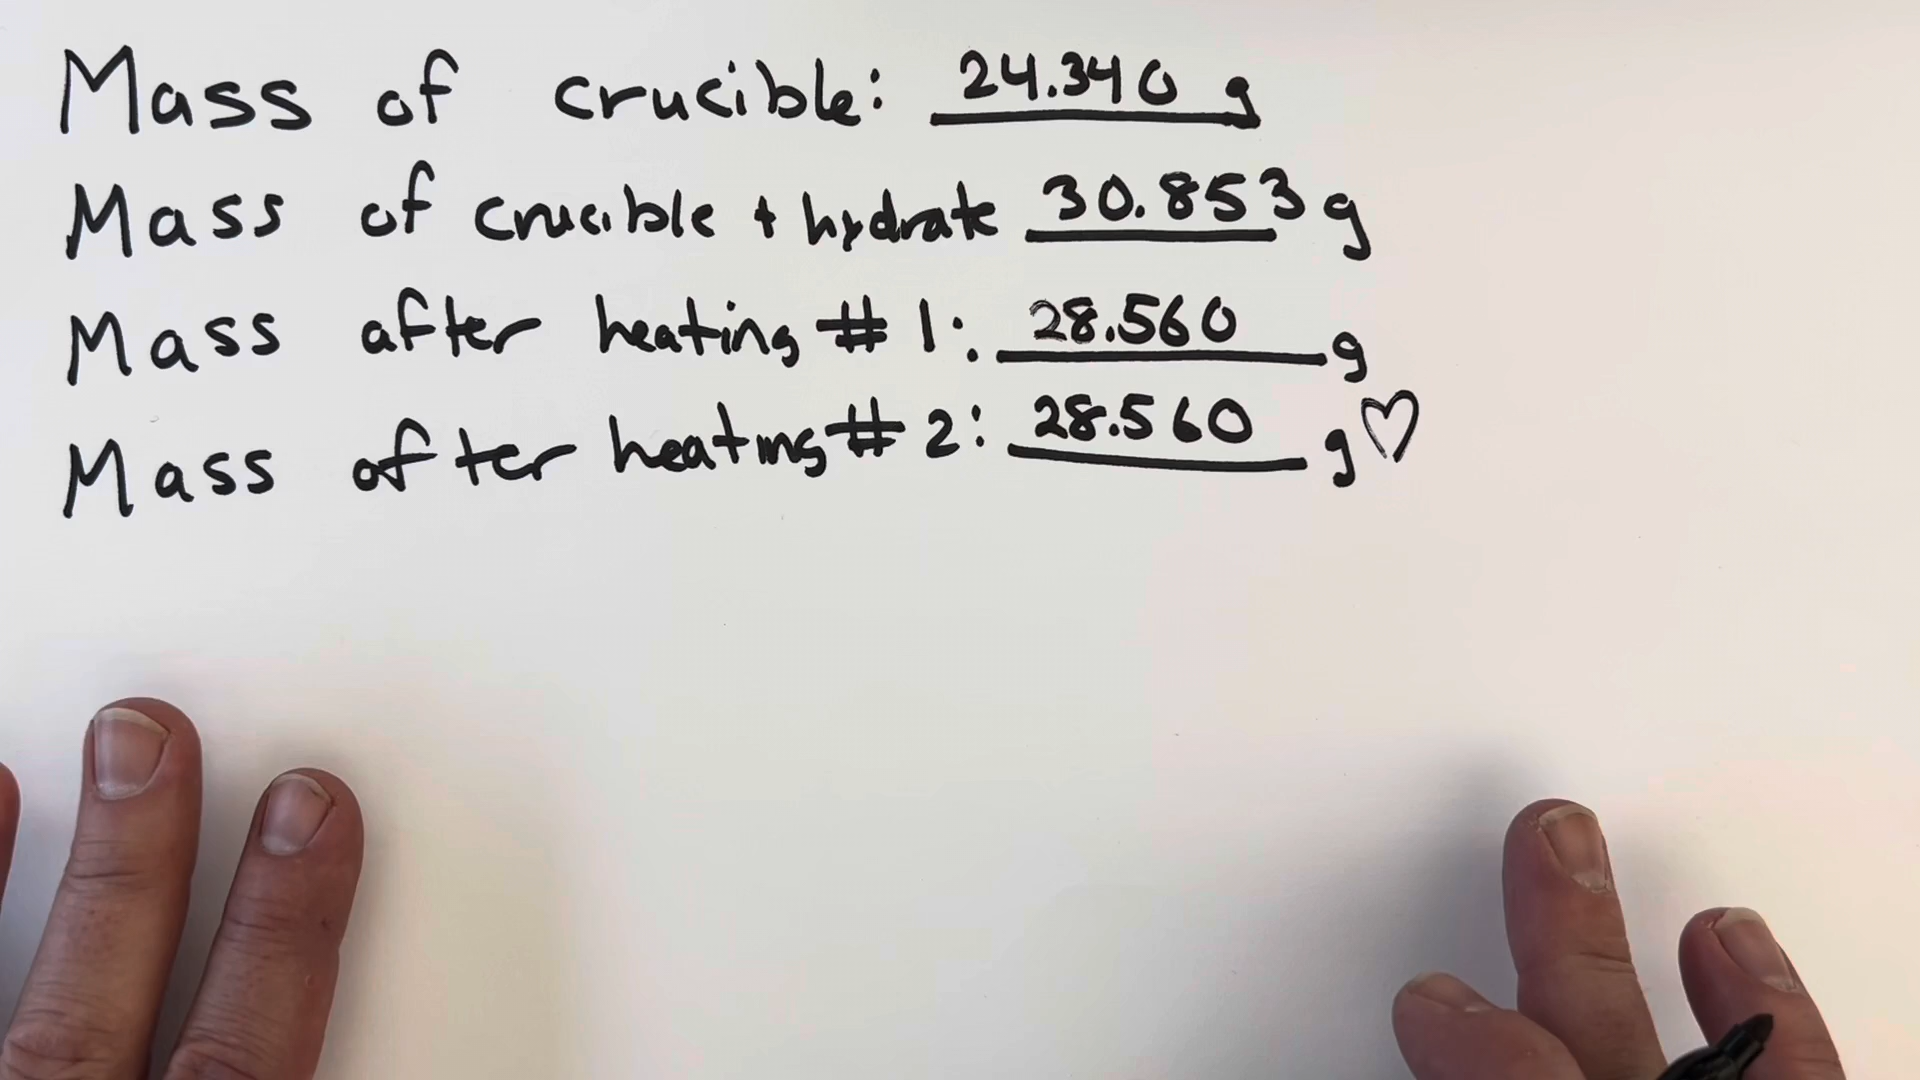 Mass of crucible: 24.340 g
Mass of crucible + hydrate 30.853 g
Mass after heating # 1: 28.560 g
Mass after heating # 2: 28.560 g ♡